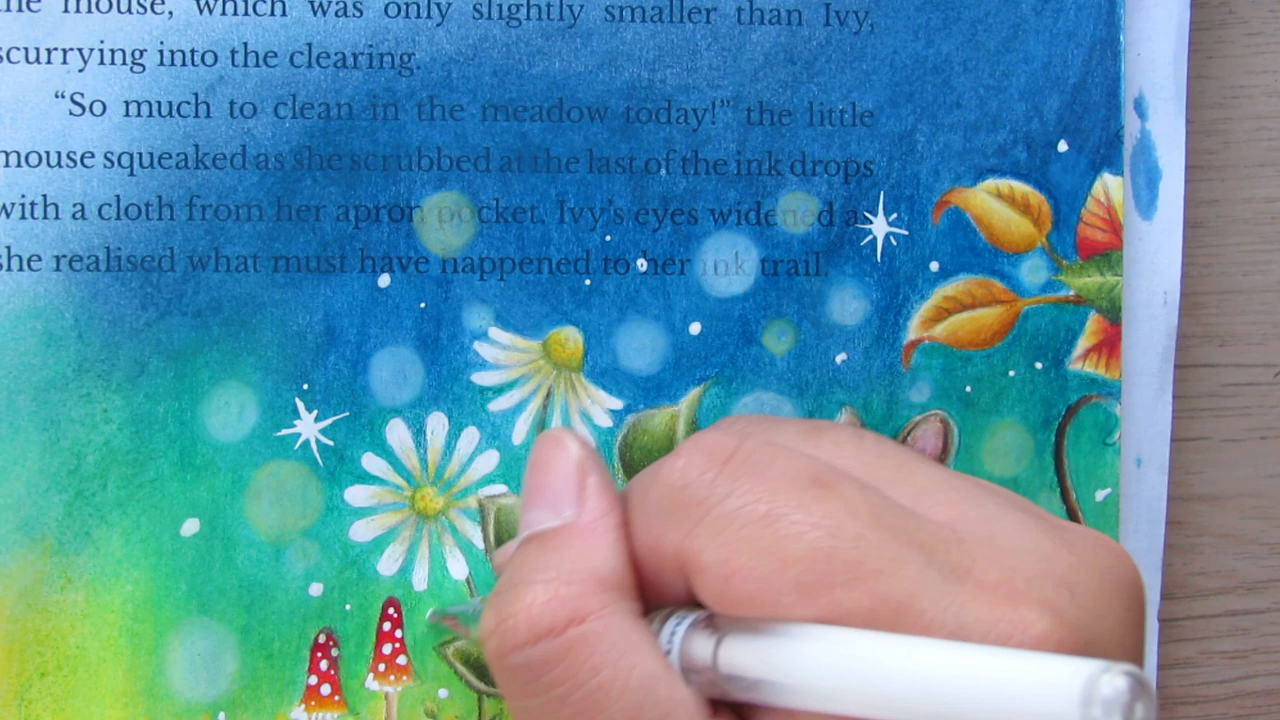 the mouse, which was only slightly smaller than Ivy,
scurrying into the clearing.
“So much to clean in the meadow today!” the little
mouse squeaked as she scrubbed at the last of the ink drops
with a cloth from her apron pocket. Ivy’s eyes widened as
she realised what must have happened to her ink trail.